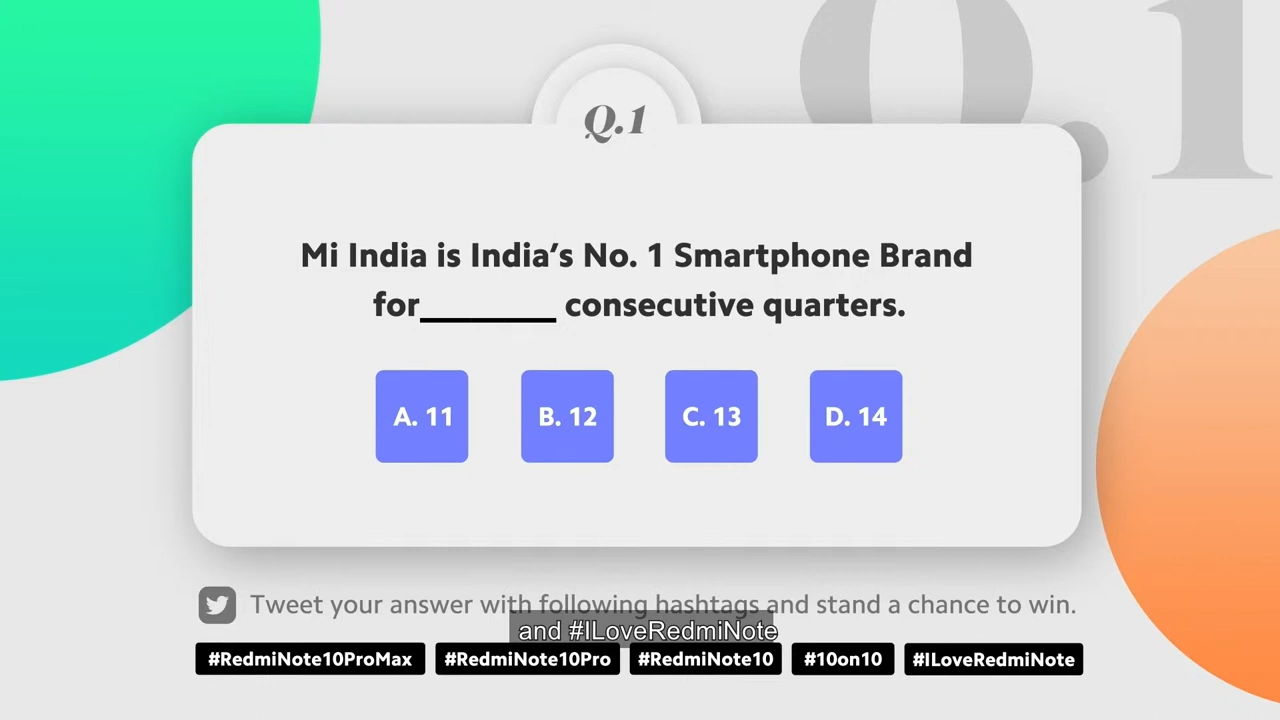 Q.1
Q.1
Mi India is India’s No. 1 Smartphone Brand
for________ consecutive quarters.
A. 11
B. 12
C. 13
D. 14
Tweet your answer with following hashtags and stand a chance to win.
and #ILoveRedmiNote
#RedmiNote10ProMax
#RedmiNote10Pro
#RedmiNote10
#10on10
#ILoveRedmiNote